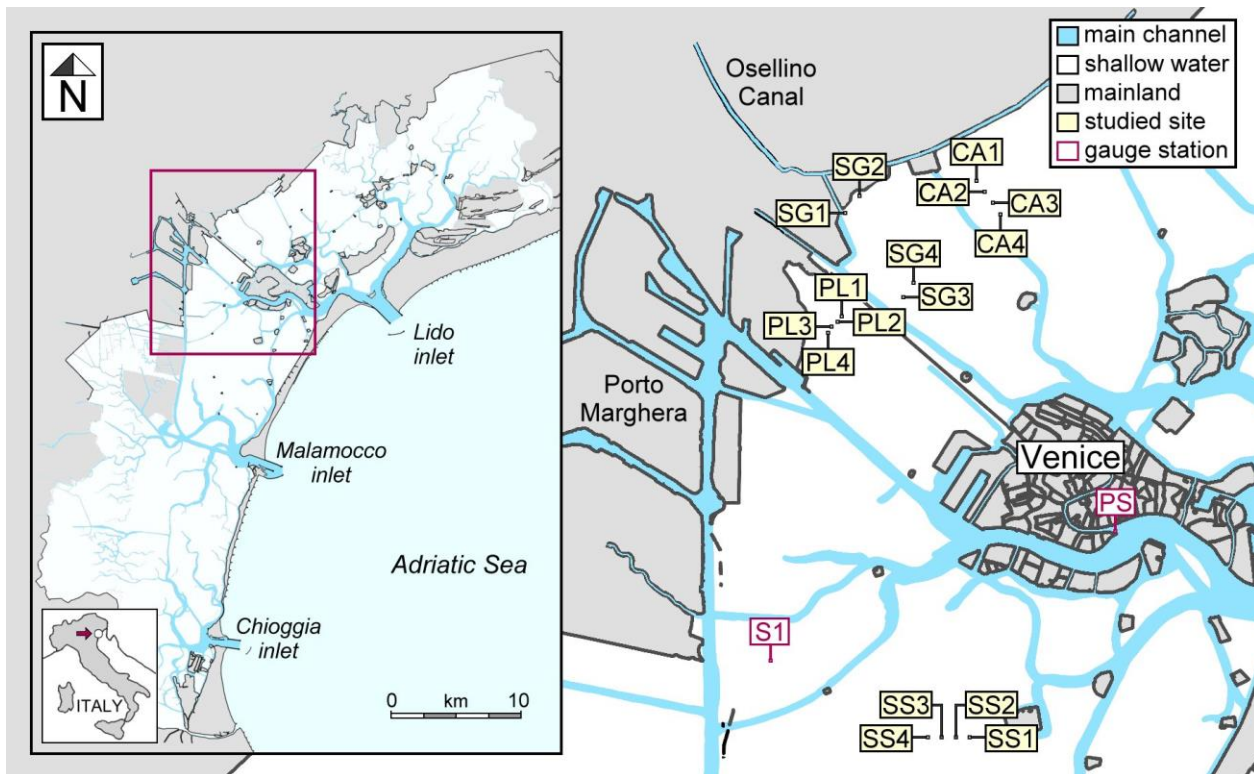 N
Lido
inlet
Malamocco
inlet
Adriatic Sea
Chioggia
inlet
0 km 10
ITALY
Osellino
Canal
main channel
shallow water
mainland
studied site
gauge station
CA1
SG2
CA2
CA3
SG1
CA4
SG4
PL1
SG3
PL3
PL2
PL4
Porto
Marghera
Venice
PS
S1
SS3
SS2
SS4
SS1